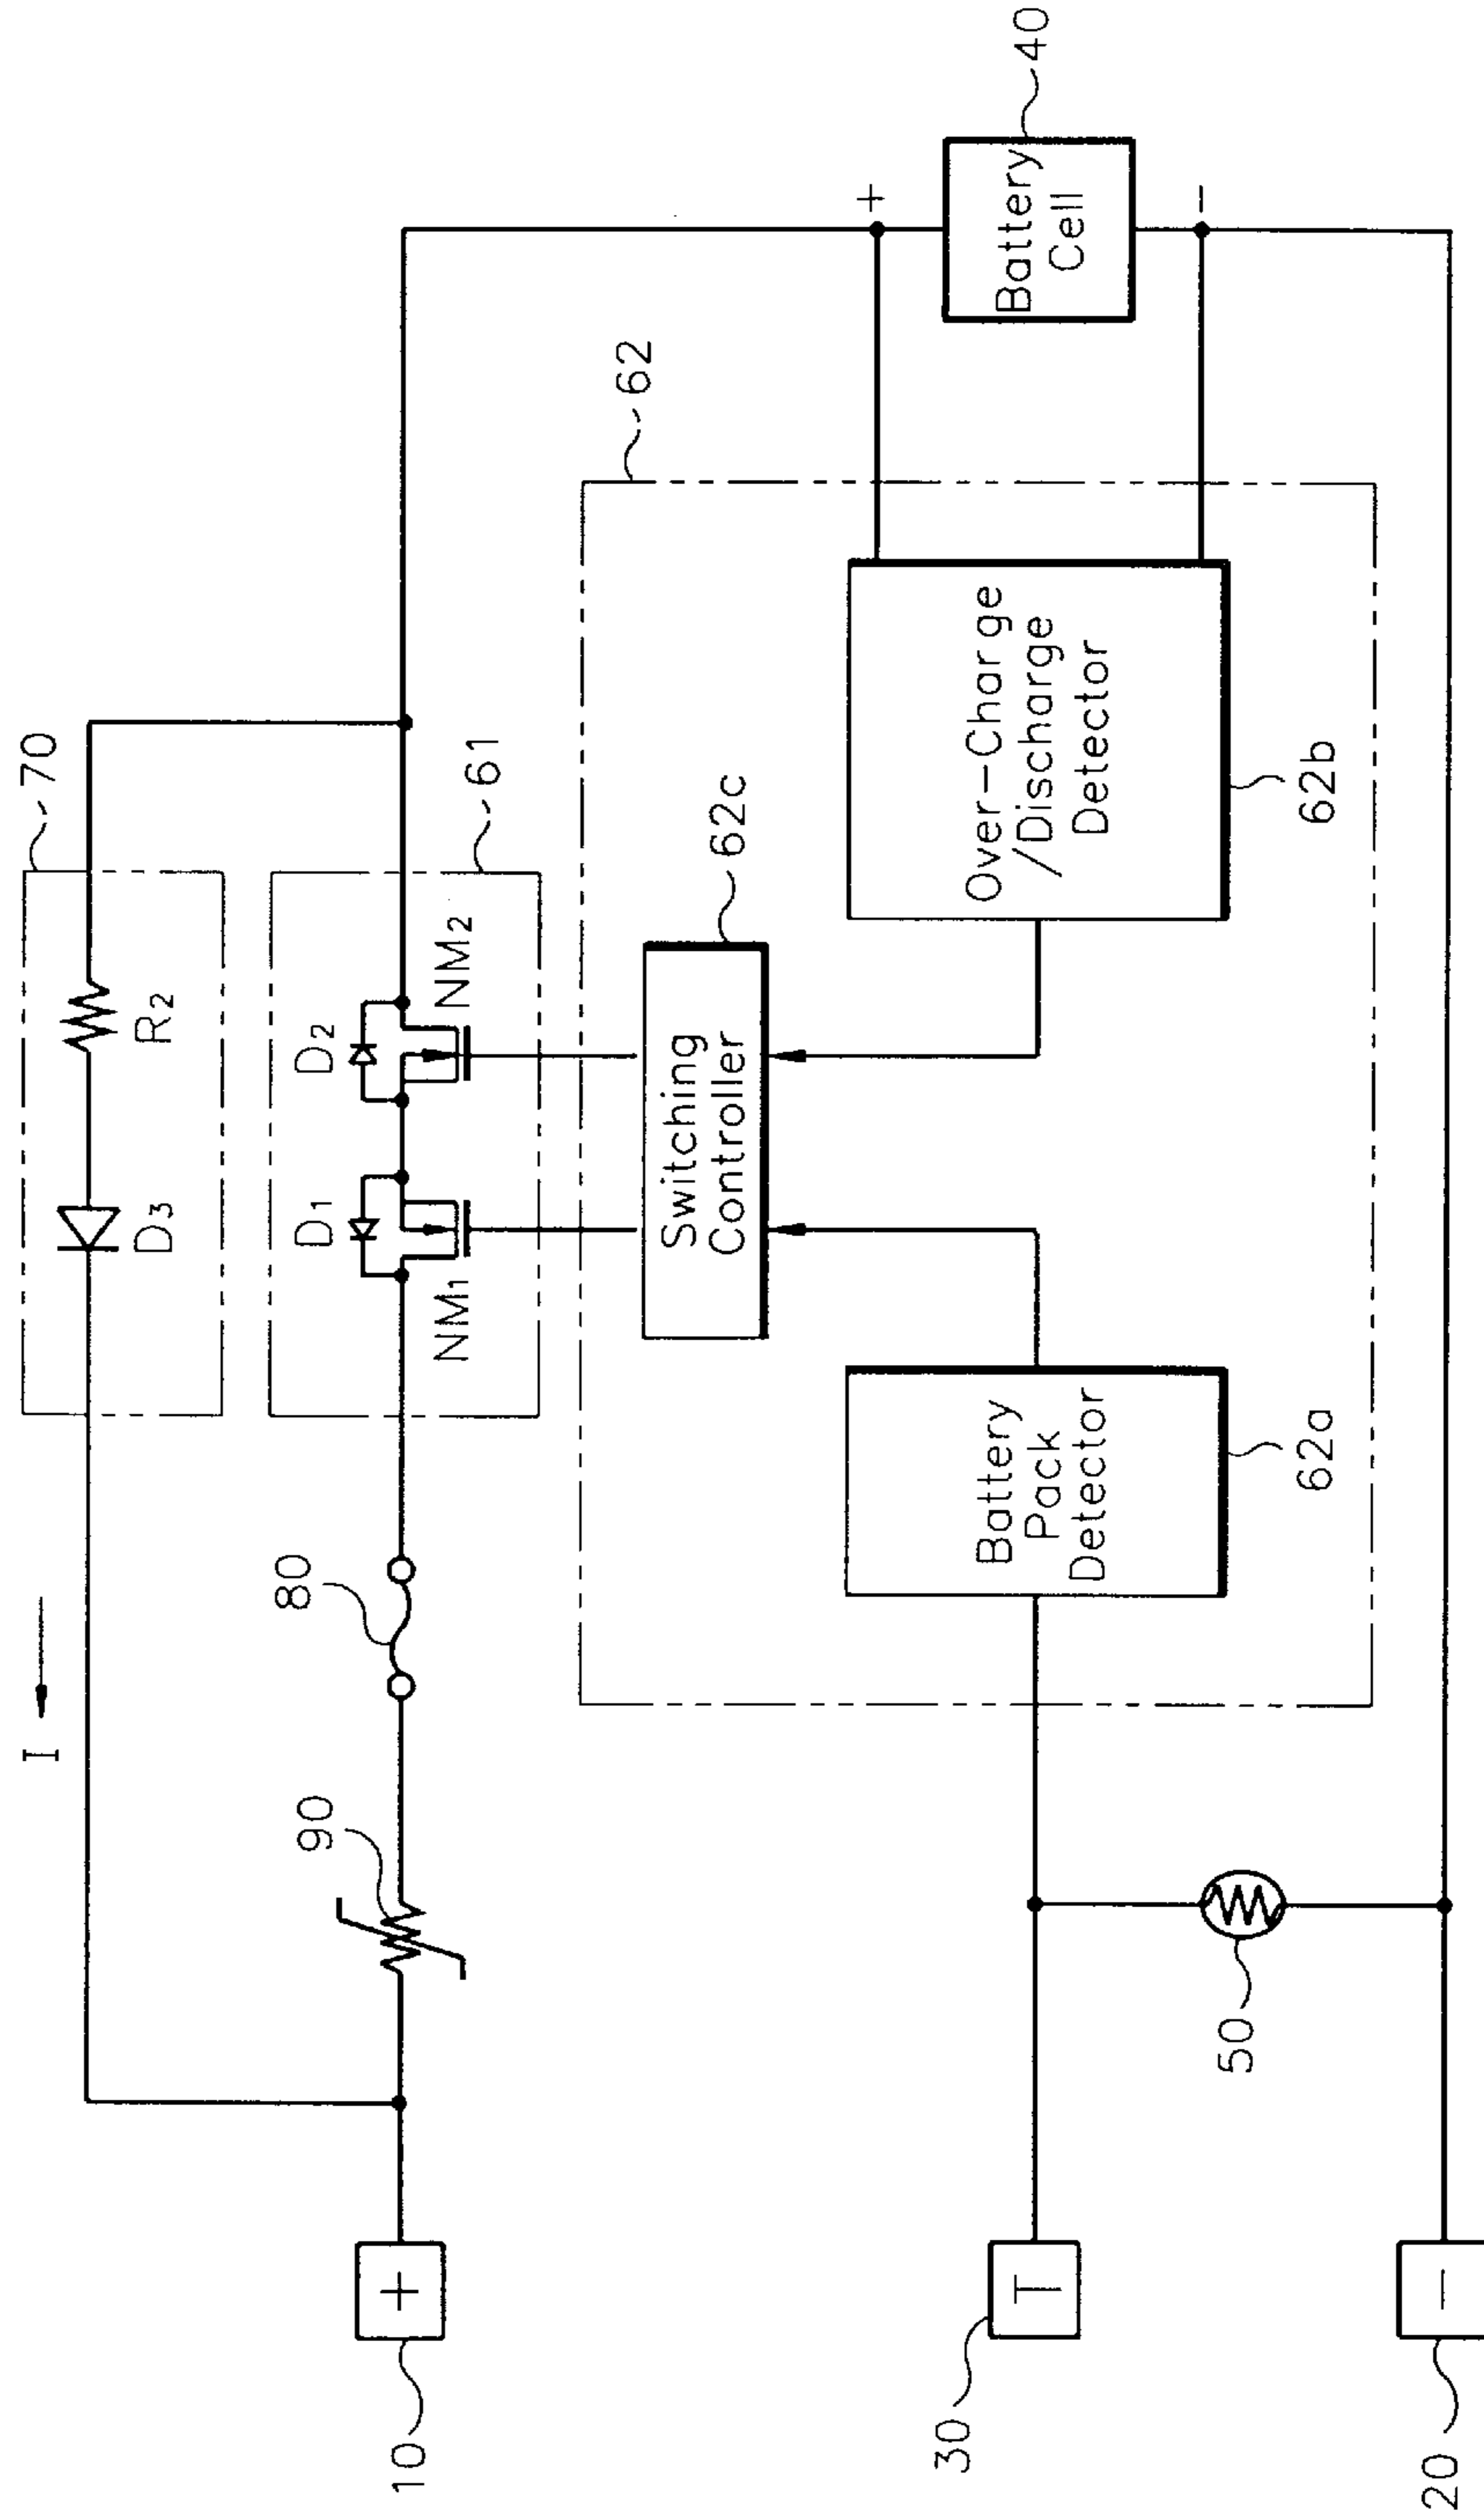 70
I
R2
D3
80
90
61
D2
D1
NM2
NM1
+
10
62
62c
Switching
Controller
+
Battery
Cell
40
−
Over-Charge
/Discharge
Detector
62b
Battery
Pack
Detector
62a
T
30
50
−
20